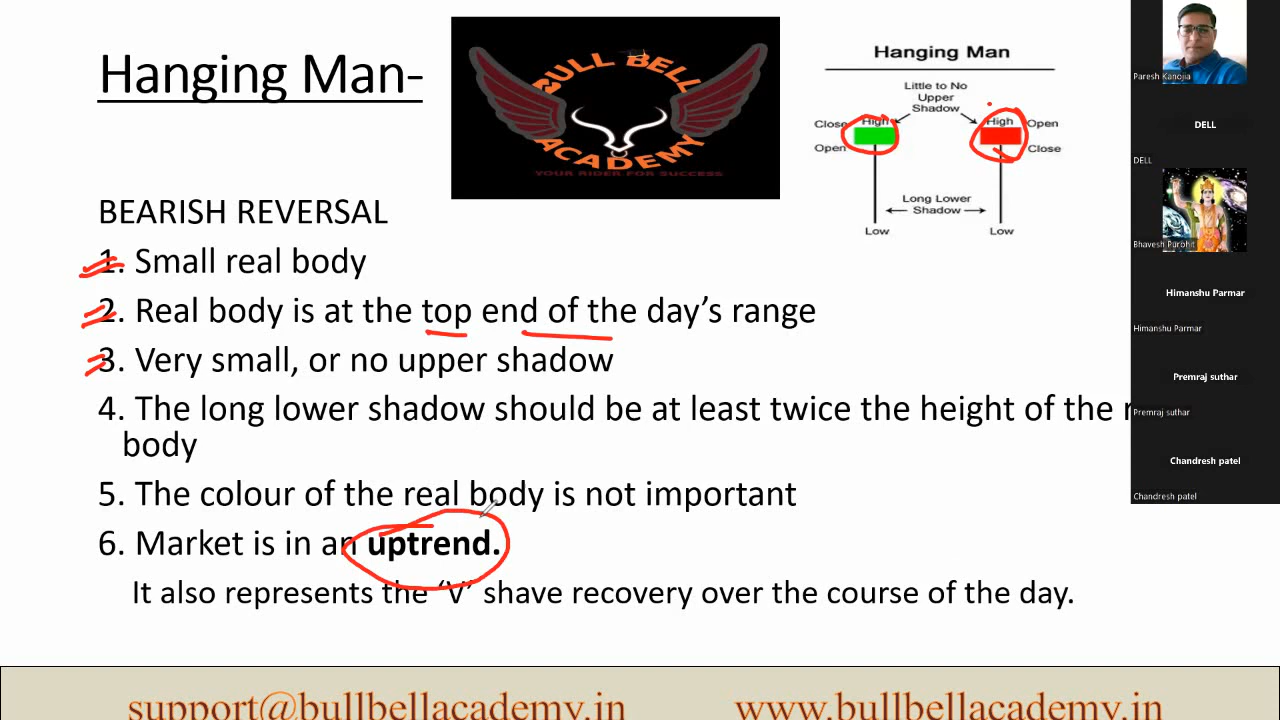 Hanging Man-
BULL BELL
ACADEMY
YOUR RIDER FOR SUCCESS
Hanging Man
Little to No
Upper
Shadow
Close High High Open
Open Close
Long Lower
Shadow
Low Low
BEARISH REVERSAL
1. Small real body
2. Real body is at the top end of the day’s range
3. Very small, or no upper shadow
4. The long lower shadow should be at least twice the height of the
body
5. The colour of the real body is not important
6. Market is in an uptrend.
It also represents the ‘V’ shave recovery over the course of the day.
support@bullbellacademy.in www.bullbellacademy.in
Paresh Kanojia
DELL
DELL
Bhavesh Purohit
Himanshu Parmar
Himanshu Parmar
Premraj suthar
Premraj suthar
Chandresh patel
Chandresh patel